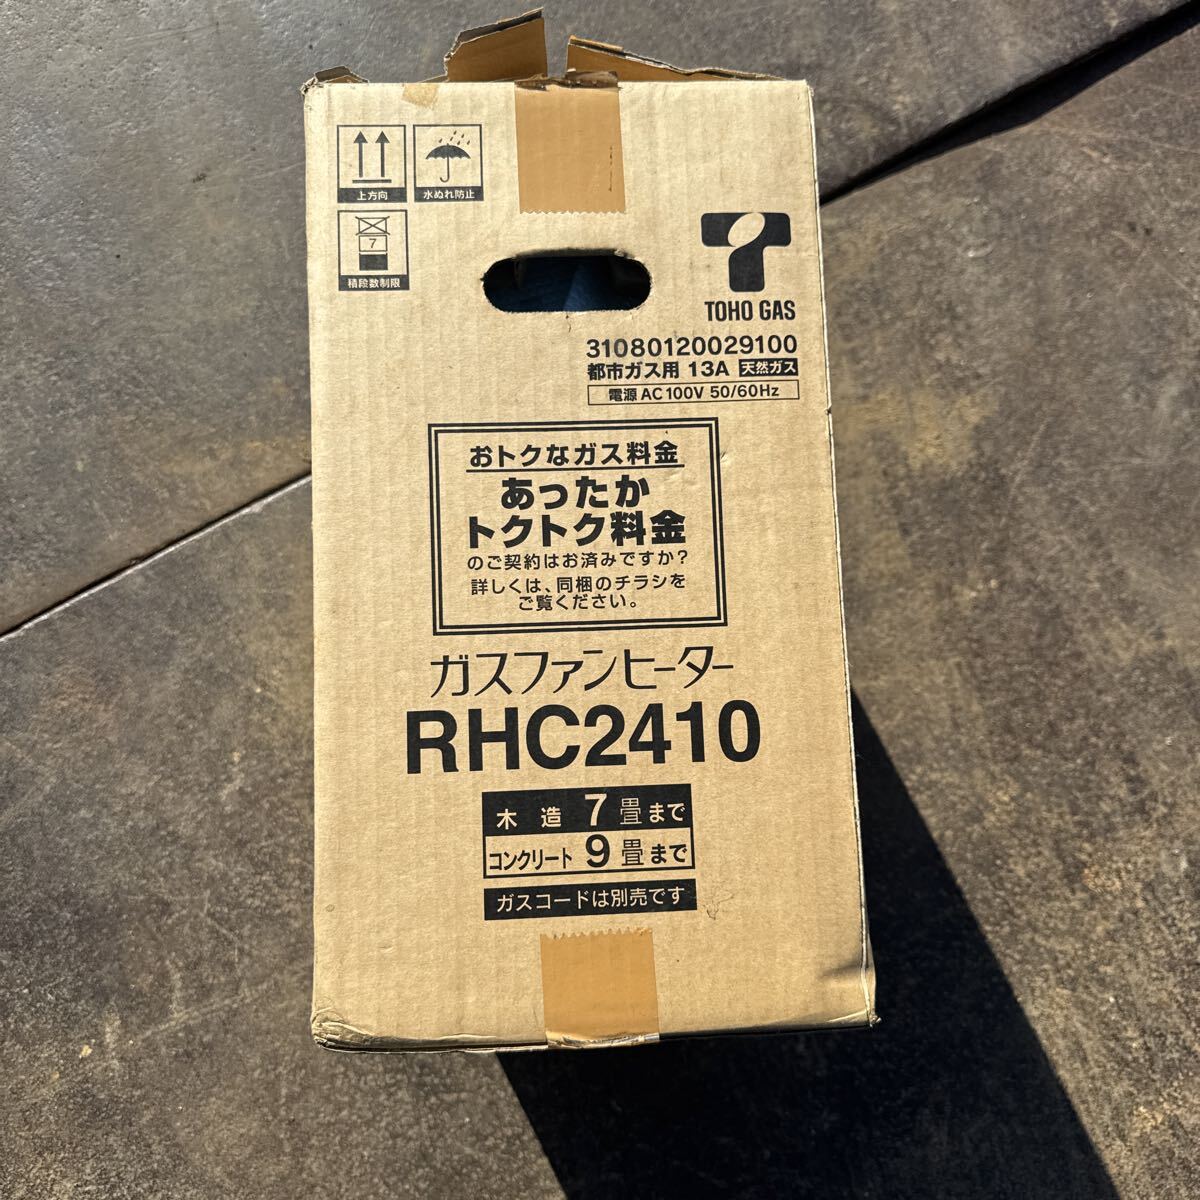 上方向
水ぬれ防止
7
積段数制限
TOHO GAS
31080120029100
都市ガス用 13A 天然ガス
電源 AC100V 50/60Hz
おトクなガス料金
あったか
トクトク料金
のご契約はお済みですか?
詳しくは、同梱のチラシを
ご覧ください。
ガスファンヒーター
RHC2410
木造 7畳まで
コンクリート 9畳まで
ガスコードは別売です